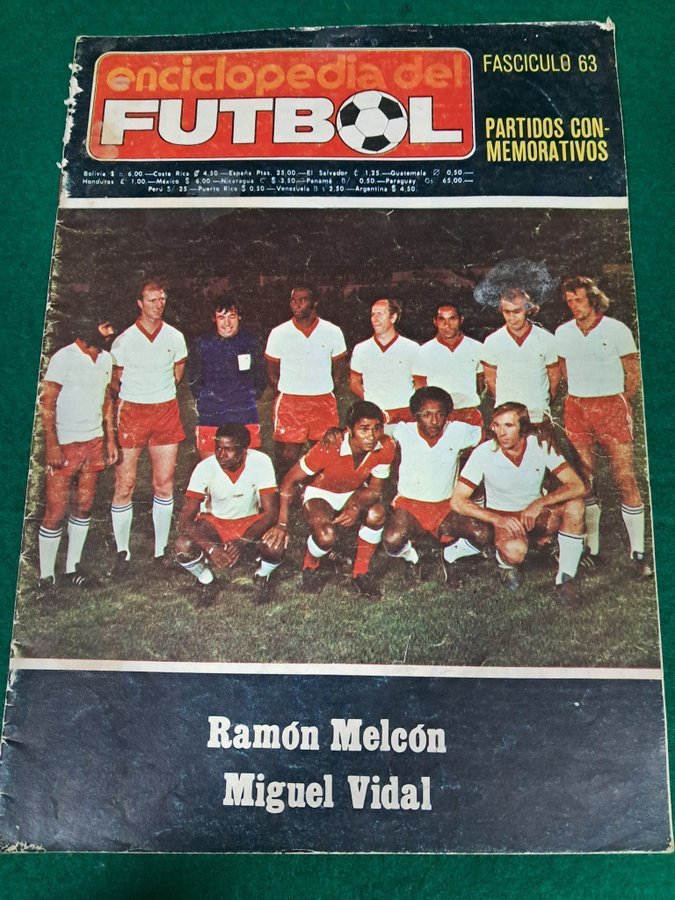 enciclopedia del
FUTBOL
FASCICULO 63
PARTIDOS CON-
MEMORATIVOS
Bolivia $ b 6,00.—Costa Rica ₡ 4,50.—España Ptas. 25,00.—El Salvador ₡ 1,25.—Guatemala Ø 0,50.—
Honduras £ 1,00.—México $ 6,00.—Nicaragua C $ 3,50.—Panamá B/ 0,50.—Paraguay Gs 65,00.—
Perú S/ 25.—Puerto Rico $ 0,50.—Venezuela B s 2,50.—Argentina $ 4,50.—
Ramón Melcón
Miguel Vidal